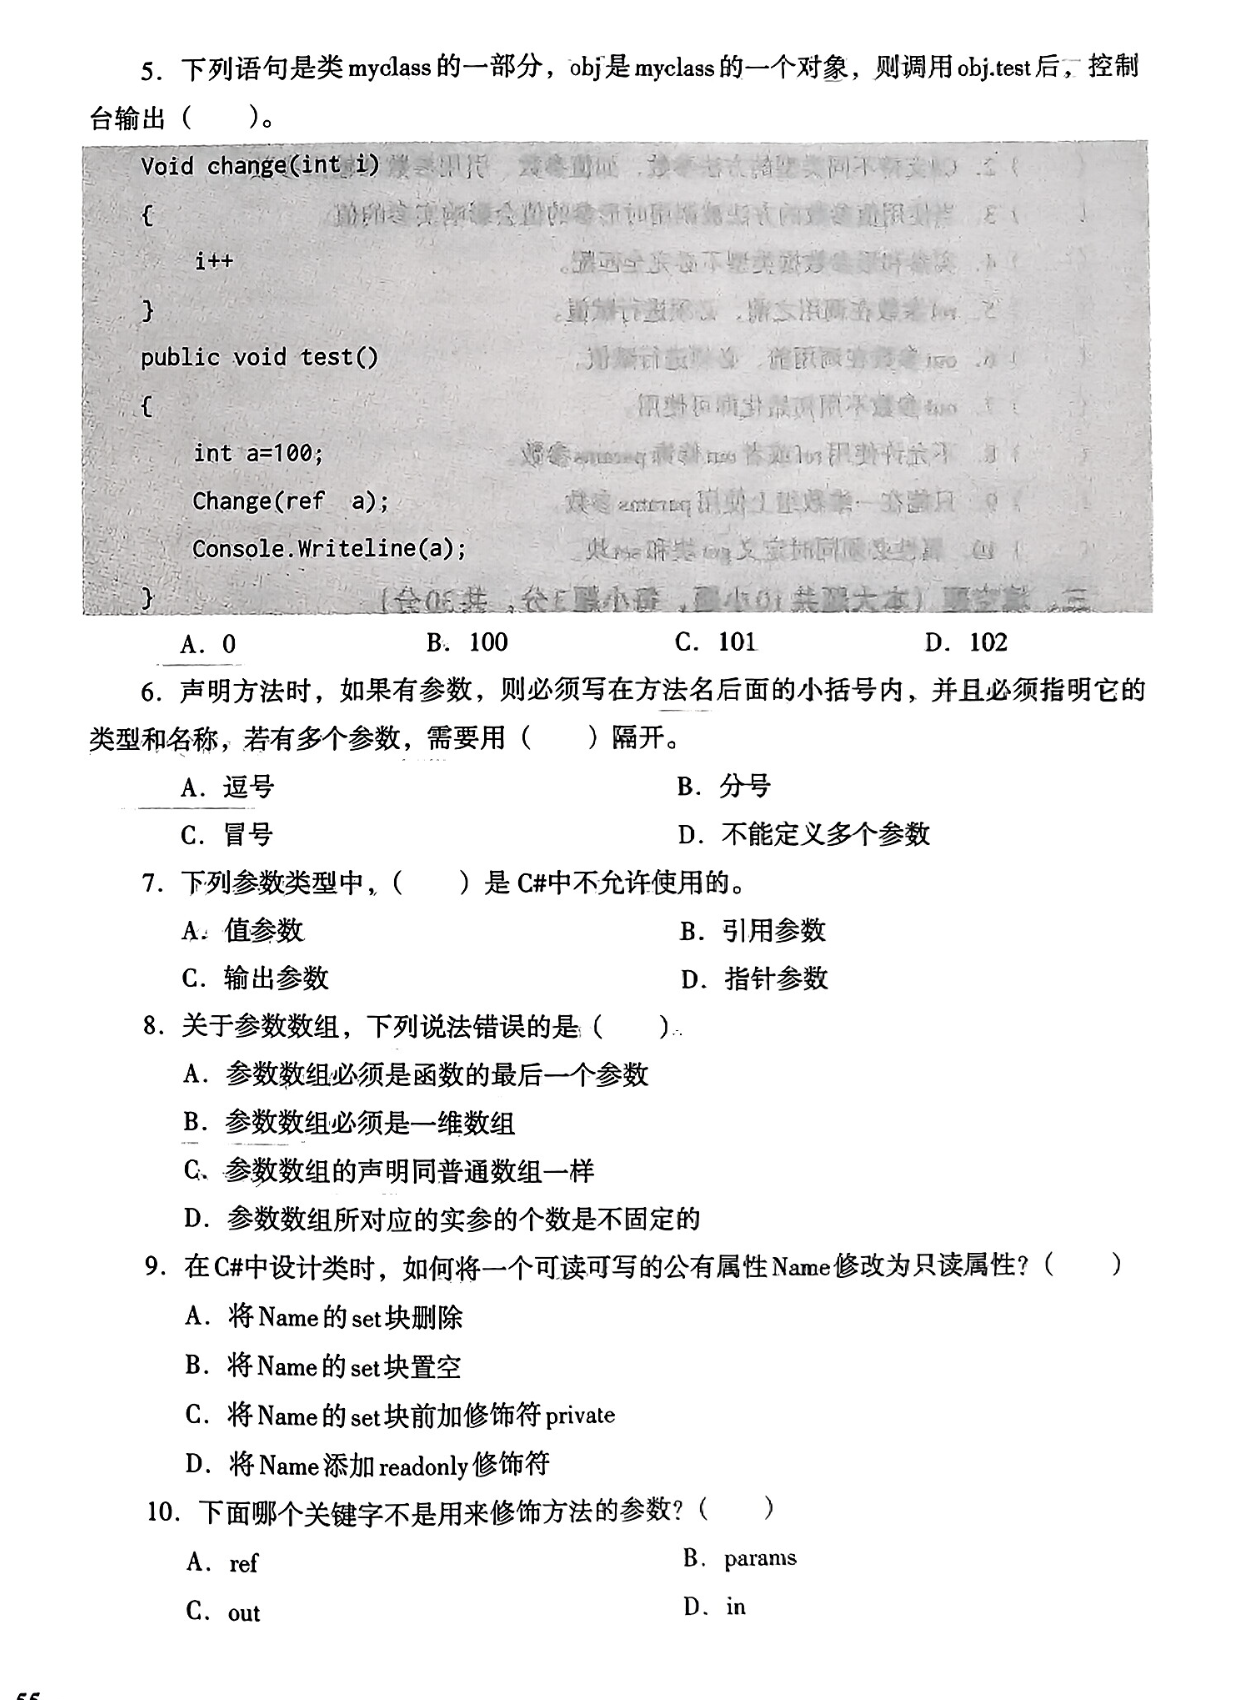 5. 下列语句是类myclass的一部分，obj是myclass的一个对象，则调用obj.test后，控制
台输出（　　）。
Void change(int i)
{
i++
}
public void test()
{
int a=100;
Change(ref a);
Console.Writeline(a);
}
A. 0　B. 100　C. 101　D. 102
6. 声明方法时，如果有参数，则必须写在方法名后面的小括号内，并且必须指明它的
类型和名称，若有多个参数，需要用（　　）隔开。
A. 逗号　B. 分号
C. 冒号　D. 不能定义多个参数
7. 下列参数类型中，（　　）是C#中不允许使用的。
A. 值参数　B. 引用参数
C. 输出参数　D. 指针参数
8. 关于参数数组，下列说法错误的是（　　）.
A. 参数数组必须是函数的最后一个参数
B. 参数数组必须是一维数组
C. 参数数组的声明同普通数组一样
D. 参数数组所对应的实参的个数是不固定的
9. 在C#中设计类时，如何将一个可读可写的公有属性Name修改为只读属性?（　　）
A. 将Name的set块删除
B. 将Name的set块置空
C. 将Name的set块前加修饰符private
D. 将Name添加readonly修饰符
10. 下面哪个关键字不是用来修饰方法的参数?（　　）
A. ref　B. params
C. out　D. in